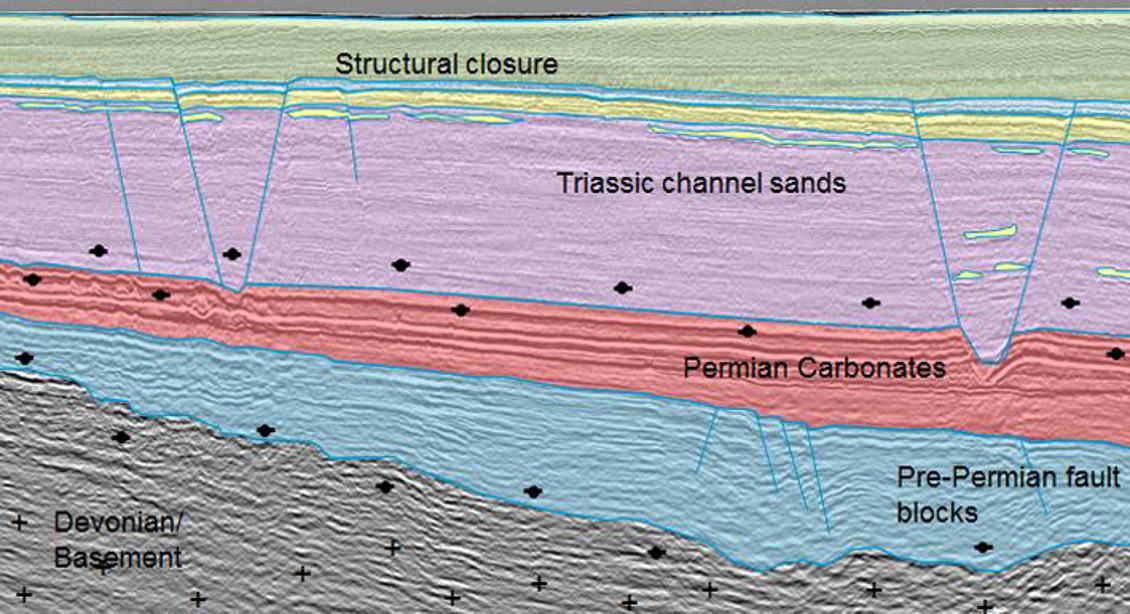 Structural closure
Triassic channel sands
Permian Carbonates
Pre-Permian fault
blocks
Devonian/
Basement